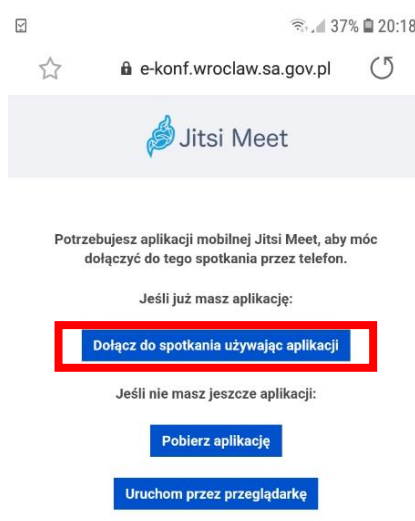 37% 20:18
e-konf.wroclaw.sa.gov.pl
Jitsi Meet
Potrzebujesz aplikacji mobilnej Jitsi Meet, aby móc
dołączyć do tego spotkania przez telefon.
Jeśli już masz aplikację:
Dołącz do spotkania używając aplikacji
Jeśli nie masz jeszcze aplikacji:
Pobierz aplikację
Uruchom przez przeglądarkę